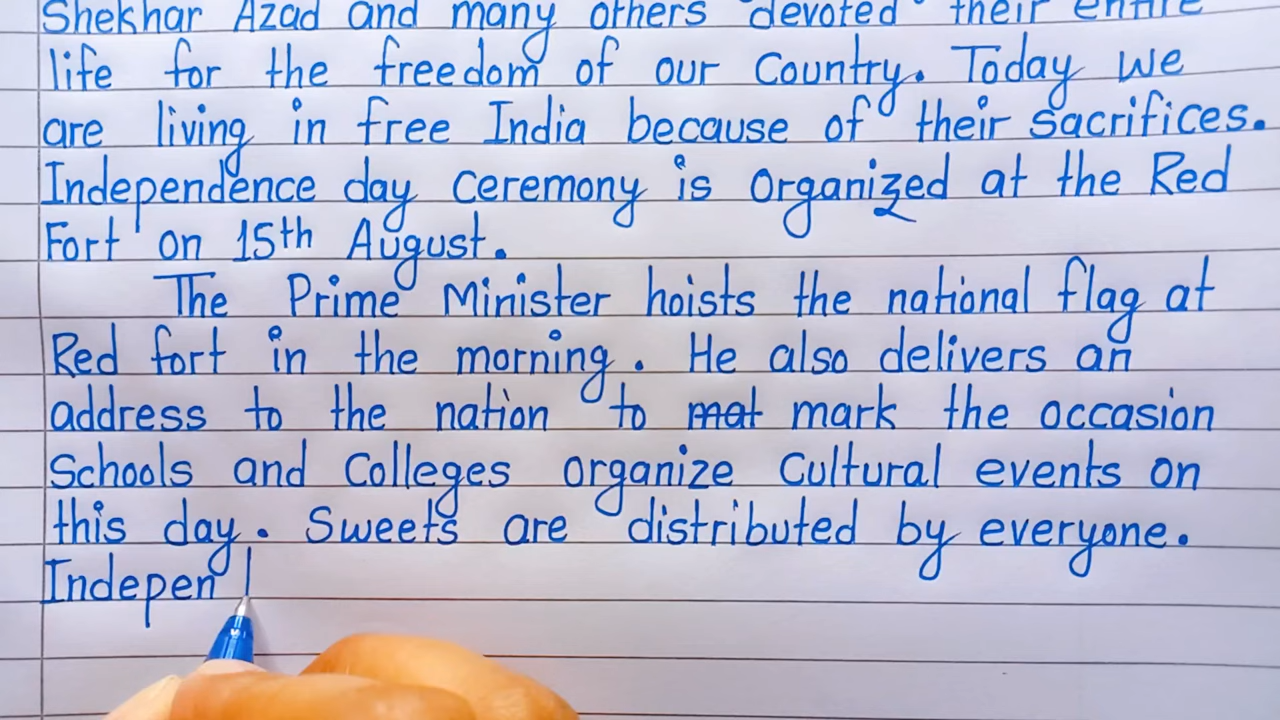 Shekhar Azad and many others devoted their entire
life for the freedom of our Country. Today we
are living in free India because of their sacrifices.
Independence day ceremony is organized at the Red
Fort on 15th August.
The Prime Minister hoists the national flag at
Red fort in the morning. He also delivers an
address to the nation to mat mark the occasion
Schools and Colleges organize Cultural events on
this day. Sweets are distributed by everyone.
Indepen